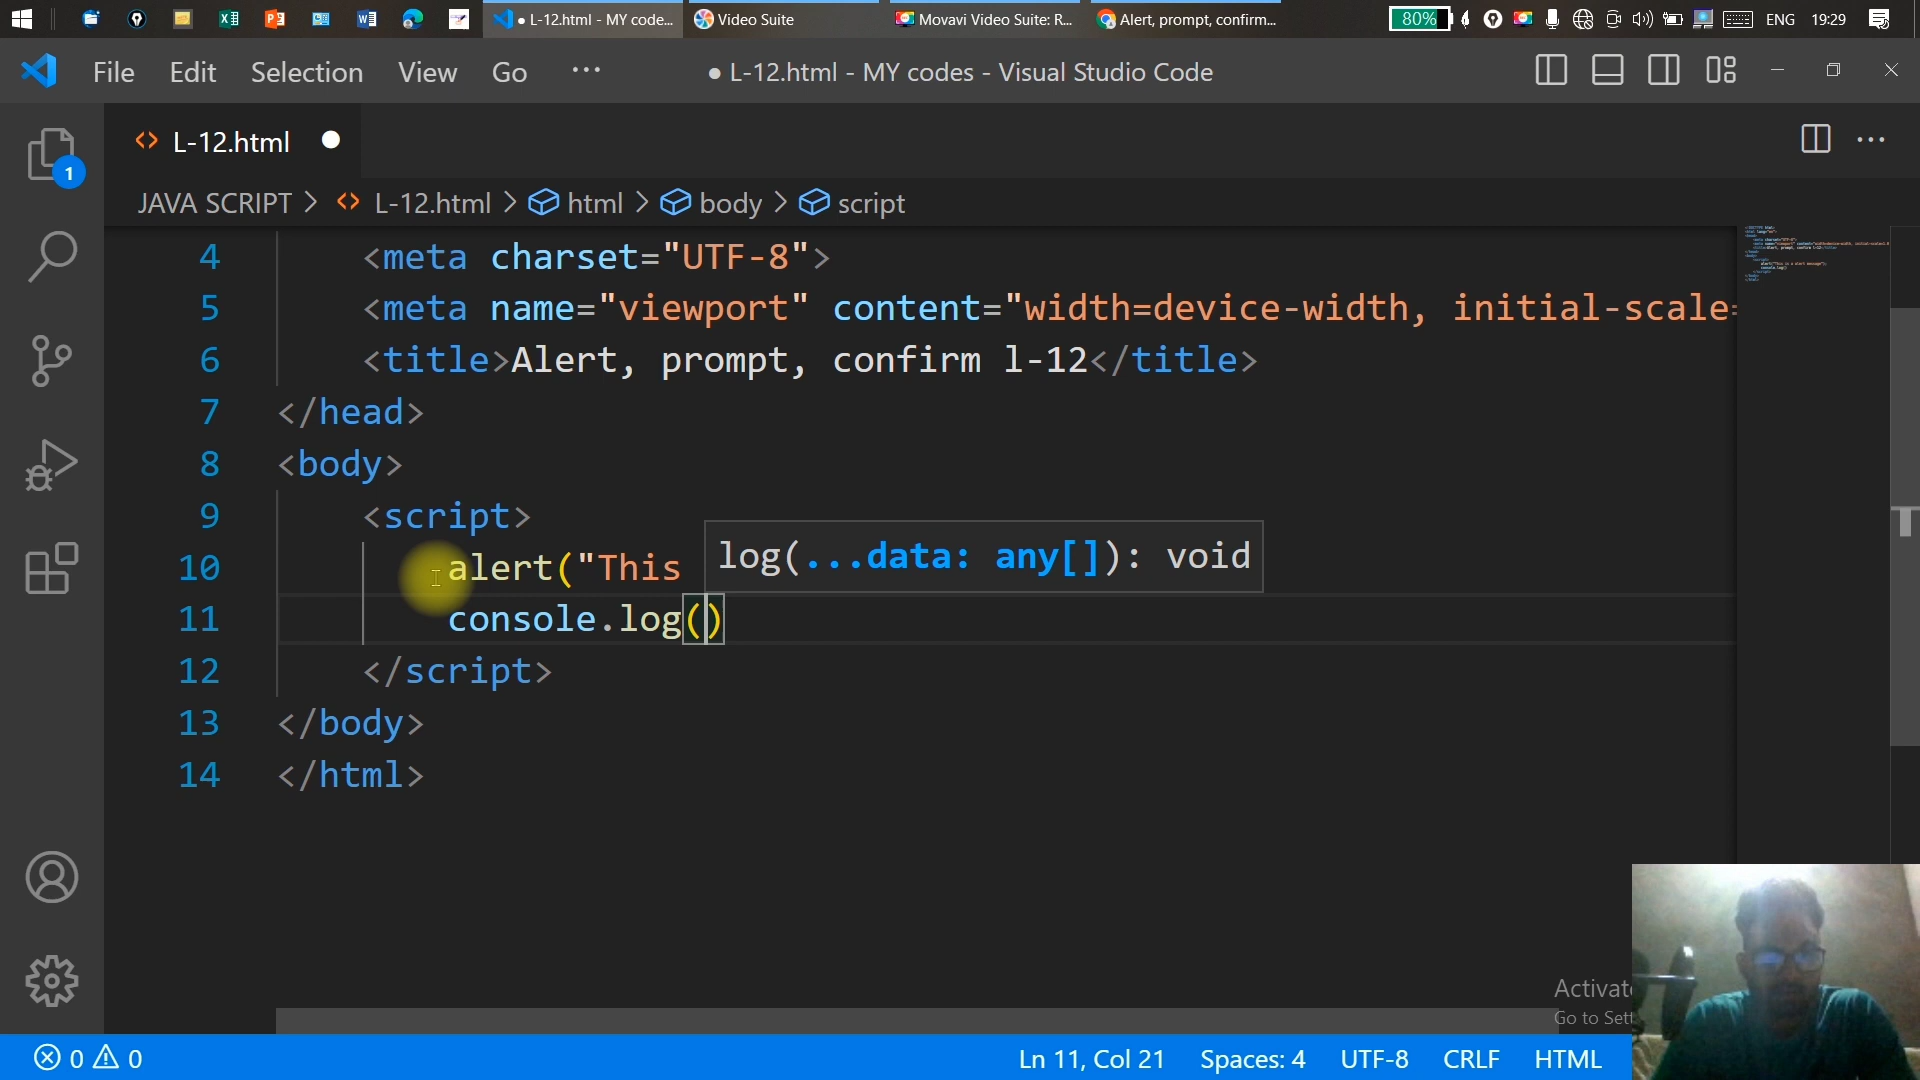 L-12.html - MY code...
Video Suite
Movavi Video Suite: R...
Alert, prompt, confirm...
80%
ENG
19:29
File Edit Selection View Go ...
● L-12.html - MY codes - Visual Studio Code
L-12.html
1
JAVA SCRIPT > L-12.html > html > body > script
4 <meta charset="UTF-8">
5 <meta name="viewport" content="width=device-width, initial-scale=
6 <title>Alert, prompt, confirm l-12</title>
7 </head>
8 <body>
9 <script>
log(...data: any[]): void
10 alert("This
11 console.log()
12 </script>
13 </body>
14 </html>
Activate
Go to Sett
0 0
Ln 11, Col 21 Spaces: 4 UTF-8 CRLF HTML